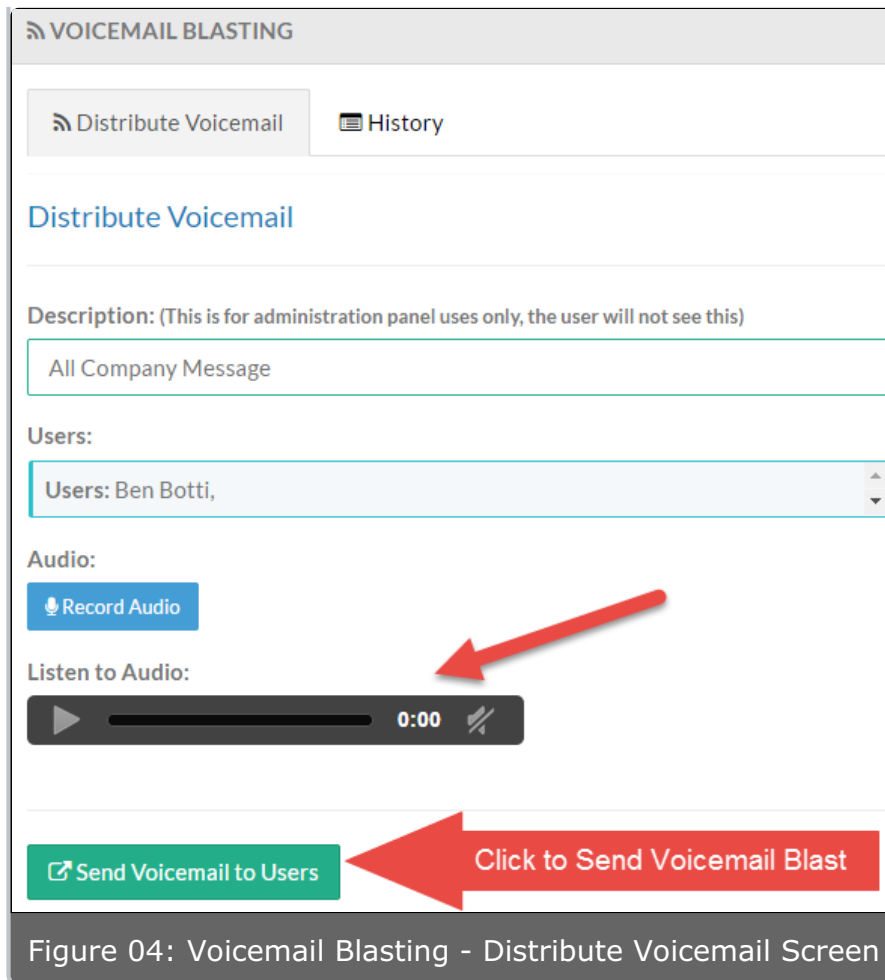 VOICEMAIL BLASTING
Distribute Voicemail History
Distribute Voicemail
Description: (This is for administration panel uses only, the user will not see this)
All Company Message
Users:
Users: Ben Botti,
Audio:
Record Audio
Listen to Audio:
0:00
Send Voicemail to Users
Click to Send Voicemail Blast
Figure 04: Voicemail Blasting - Distribute Voicemail Screen